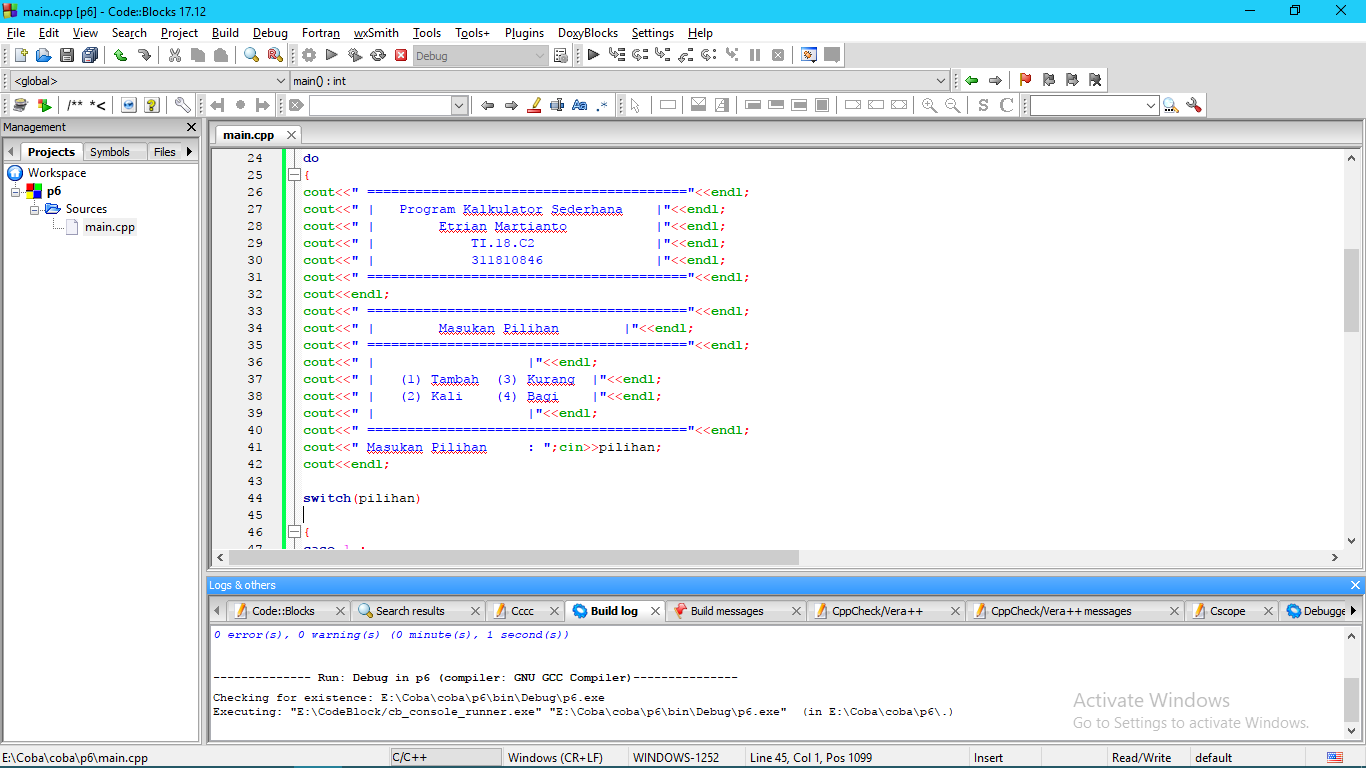 main.cpp [p6] - Code::Blocks 17.12
File Edit View Search Project Build Debug Fortran wxSmith Tools Tools+ Plugins DoxyBlocks Settings Help
Debug
<global> main() : int
/** *<
Aa .*
S C
Management
Projects Symbols Files
Workspace
p6
Sources
main.cpp
main.cpp
24 do
25 {
26 cout<<" ========================================"<<endl;
27 cout<<" |   Program Kalkulator Sederhana    |"<<endl;
28 cout<<" |        Etrian Martianto           |"<<endl;
29 cout<<" |            TI.18.C2               |"<<endl;
30 cout<<" |            311810846              |"<<endl;
31 cout<<" ========================================"<<endl;
32 cout<<endl;
33 cout<<" ========================================"<<endl;
34 cout<<" |        Masukan Pilihan        |"<<endl;
35 cout<<" ========================================"<<endl;
36 cout<<" |                   |"<<endl;
37 cout<<" |   (1) Tambah  (3) Kurang  |"<<endl;
38 cout<<" |   (2) Kali    (4) Bagi    |"<<endl;
39 cout<<" |                   |"<<endl;
40 cout<<" ========================================"<<endl;
41 cout<<" Masukan Pilihan     : ";cin>>pilihan;
42 cout<<endl;
43
44 switch(pilihan)
45
46 {
47 case 1 :
Logs & others
Code::Blocks Search results Cccc Build log Build messages CppCheck/Vera++ CppCheck/Vera++ messages Cscope Debugge
0 error(s), 0 warning(s) (0 minute(s), 1 second(s))
-------------- Run: Debug in p6 (compiler: GNU GCC Compiler)---------------
Checking for existence: E:\Coba\coba\p6\bin\Debug\p6.exe
Executing: "E:\CodeBlock/cb_console_runner.exe" "E:\Coba\coba\p6\bin\Debug\p6.exe"  (in E:\Coba\coba\p6\.)
Activate Windows
Go to Settings to activate Windows.
E:\Coba\coba\p6\main.cpp C/C++ Windows (CR+LF) WINDOWS-1252 Line 45, Col 1, Pos 1099 Insert Read/Write default